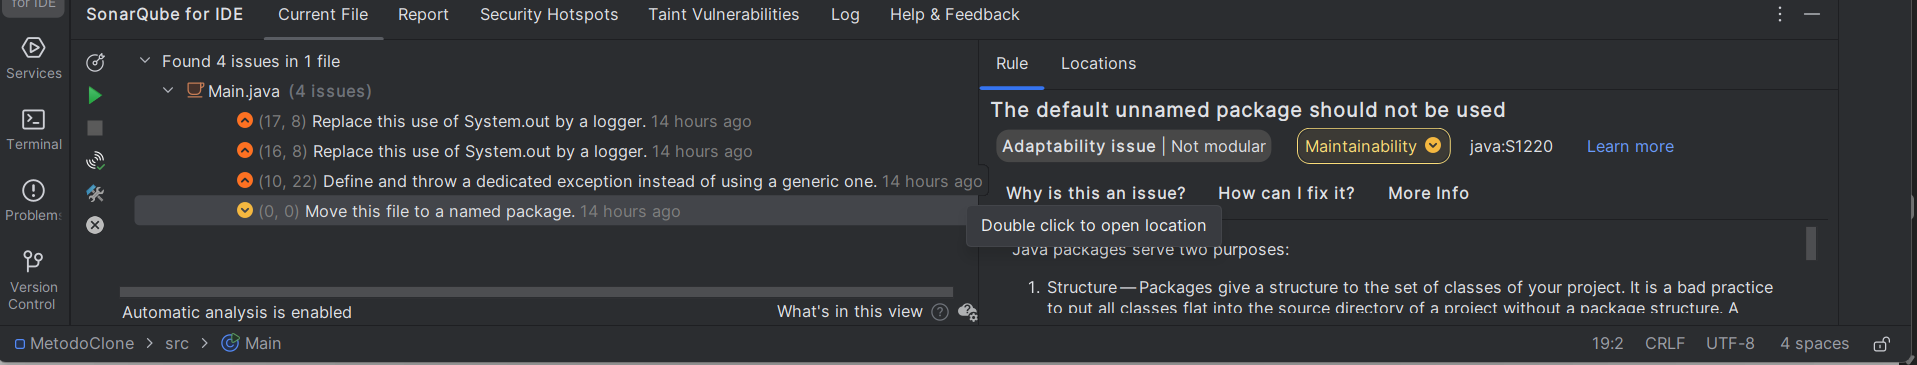 for IDE
SonarQube for IDE Current File Report Security Hotspots Taint Vulnerabilities Log Help & Feedback
Services
Terminal
Problems
Version
Control
Found 4 issues in 1 file
Main.java (4 issues)
(17, 8) Replace this use of System.out by a logger. 14 hours ago
(16, 8) Replace this use of System.out by a logger. 14 hours ago
(10, 22) Define and throw a dedicated exception instead of using a generic one. 14 hours ago
(0, 0) Move this file to a named package. 14 hours ago
Automatic analysis is enabled What's in this view
Rule Locations
The default unnamed package should not be used
Adaptability issue | Not modular Maintainability java:S1220 Learn more
Why is this an issue? How can I fix it? More Info
Double click to open location
Java packages serve two purposes:
1. Structure — Packages give a structure to the set of classes of your project. It is a bad practice
to put all classes flat into the source directory of a project without a package structure. A
MetodoClone > src > Main 19:2 CRLF UTF-8 4 spaces